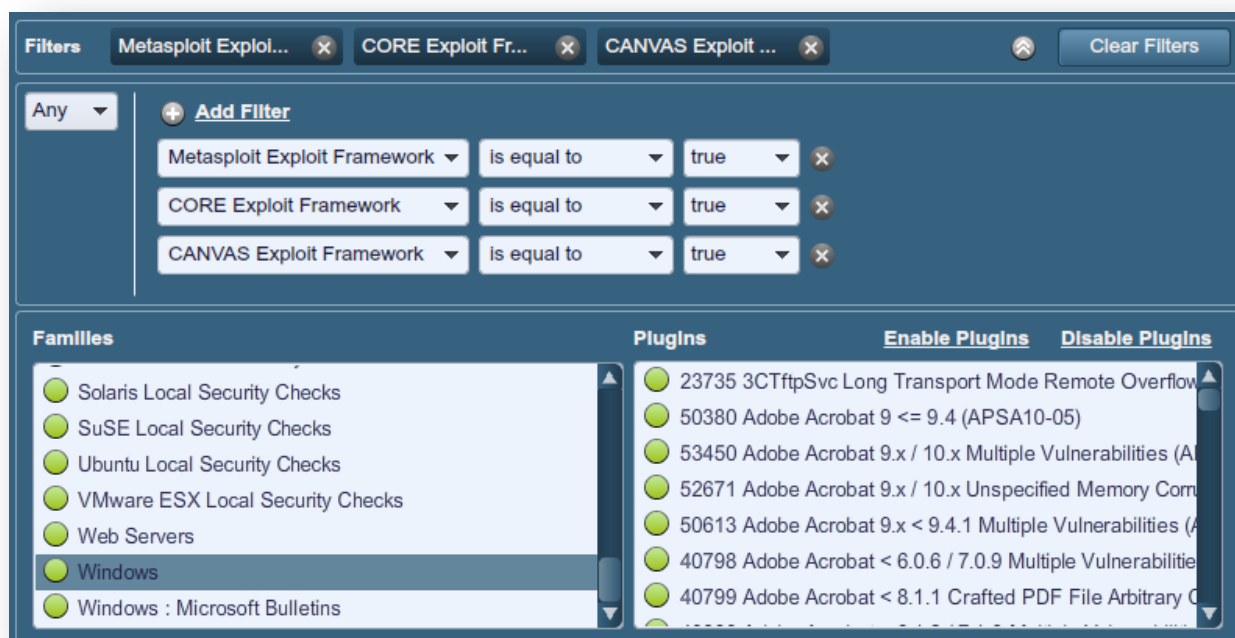 Filters Metasploit Exploi... CORE Exploit Fr... CANVAS Exploit ... Clear Filters
Any Add Filter
Metasploit Exploit Framework is equal to true
CORE Exploit Framework is equal to true
CANVAS Exploit Framework is equal to true
Families
Solaris Local Security Checks
SuSE Local Security Checks
Ubuntu Local Security Checks
VMware ESX Local Security Checks
Web Servers
Windows
Windows : Microsoft Bulletins
Plugins Enable Plugins Disable Plugins
23735 3CTftpSvc Long Transport Mode Remote Overflow
50380 Adobe Acrobat 9 <= 9.4 (APSA10-05)
53450 Adobe Acrobat 9.x / 10.x Multiple Vulnerabilities
52671 Adobe Acrobat 9.x / 10.x Unspecified Memory
50613 Adobe Acrobat 9.x < 9.4.1 Multiple Vulnerabilities
40798 Adobe Acrobat < 6.0.6 / 7.0.9 Multiple Vulnerabilitie
40799 Adobe Acrobat < 8.1.1 Crafted PDF File Arbitrary